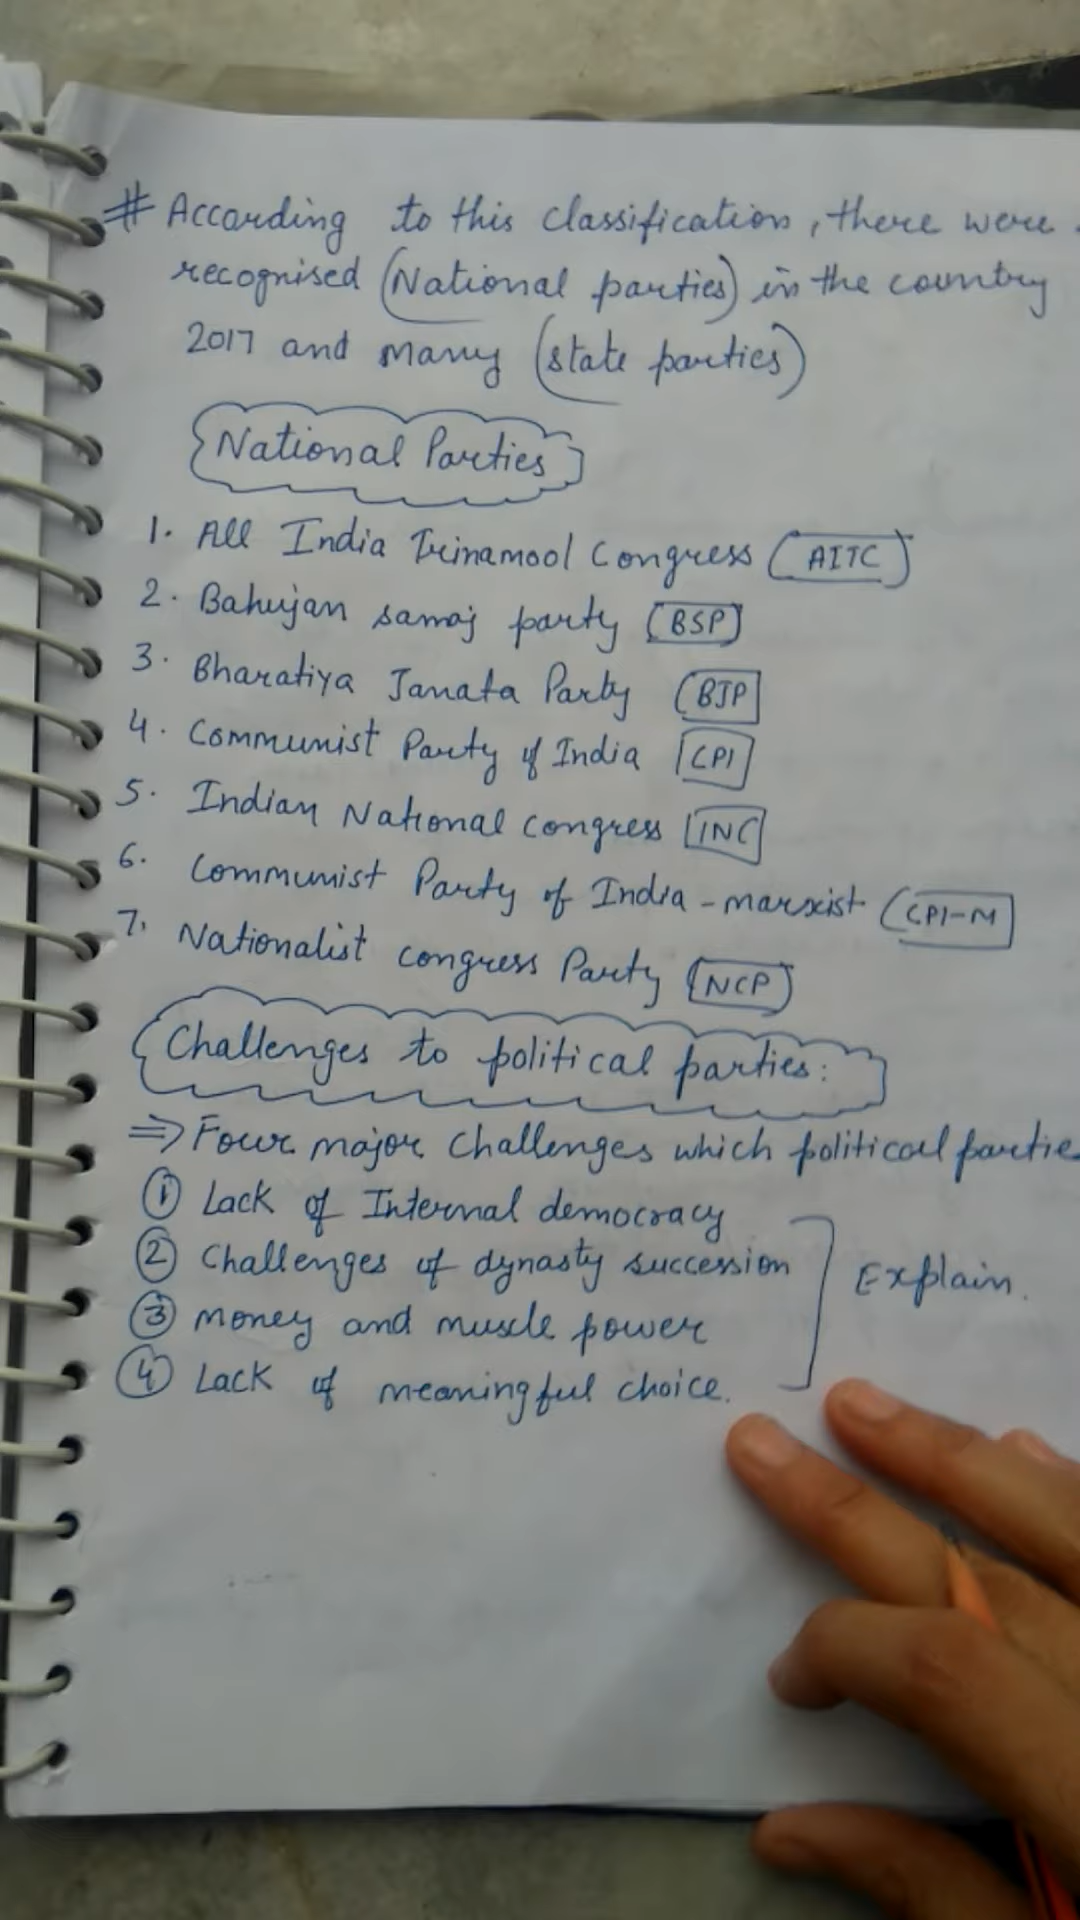 # According to this classification, there were
recognised (National parties) in the country
2017 and many (state parties)
National Parties
1. All India Trinamool Congress (AITC)
2. Bahujan samaj party [BSP]
3. Bharatiya Janata Party (BJP]
4. Communist Party of India [CPI]
5. Indian National congress [INC]
6. Communist Party of India-marxist (CPI-M]
7. Nationalist congress Party [NCP)
Challenges to political parties:
⇒ Four major challenges which political partie
① Lack of Internal democracy
② Challenges of dynasty succession
Explain.
③ money and muscle power
④ Lack of meaningful choice.